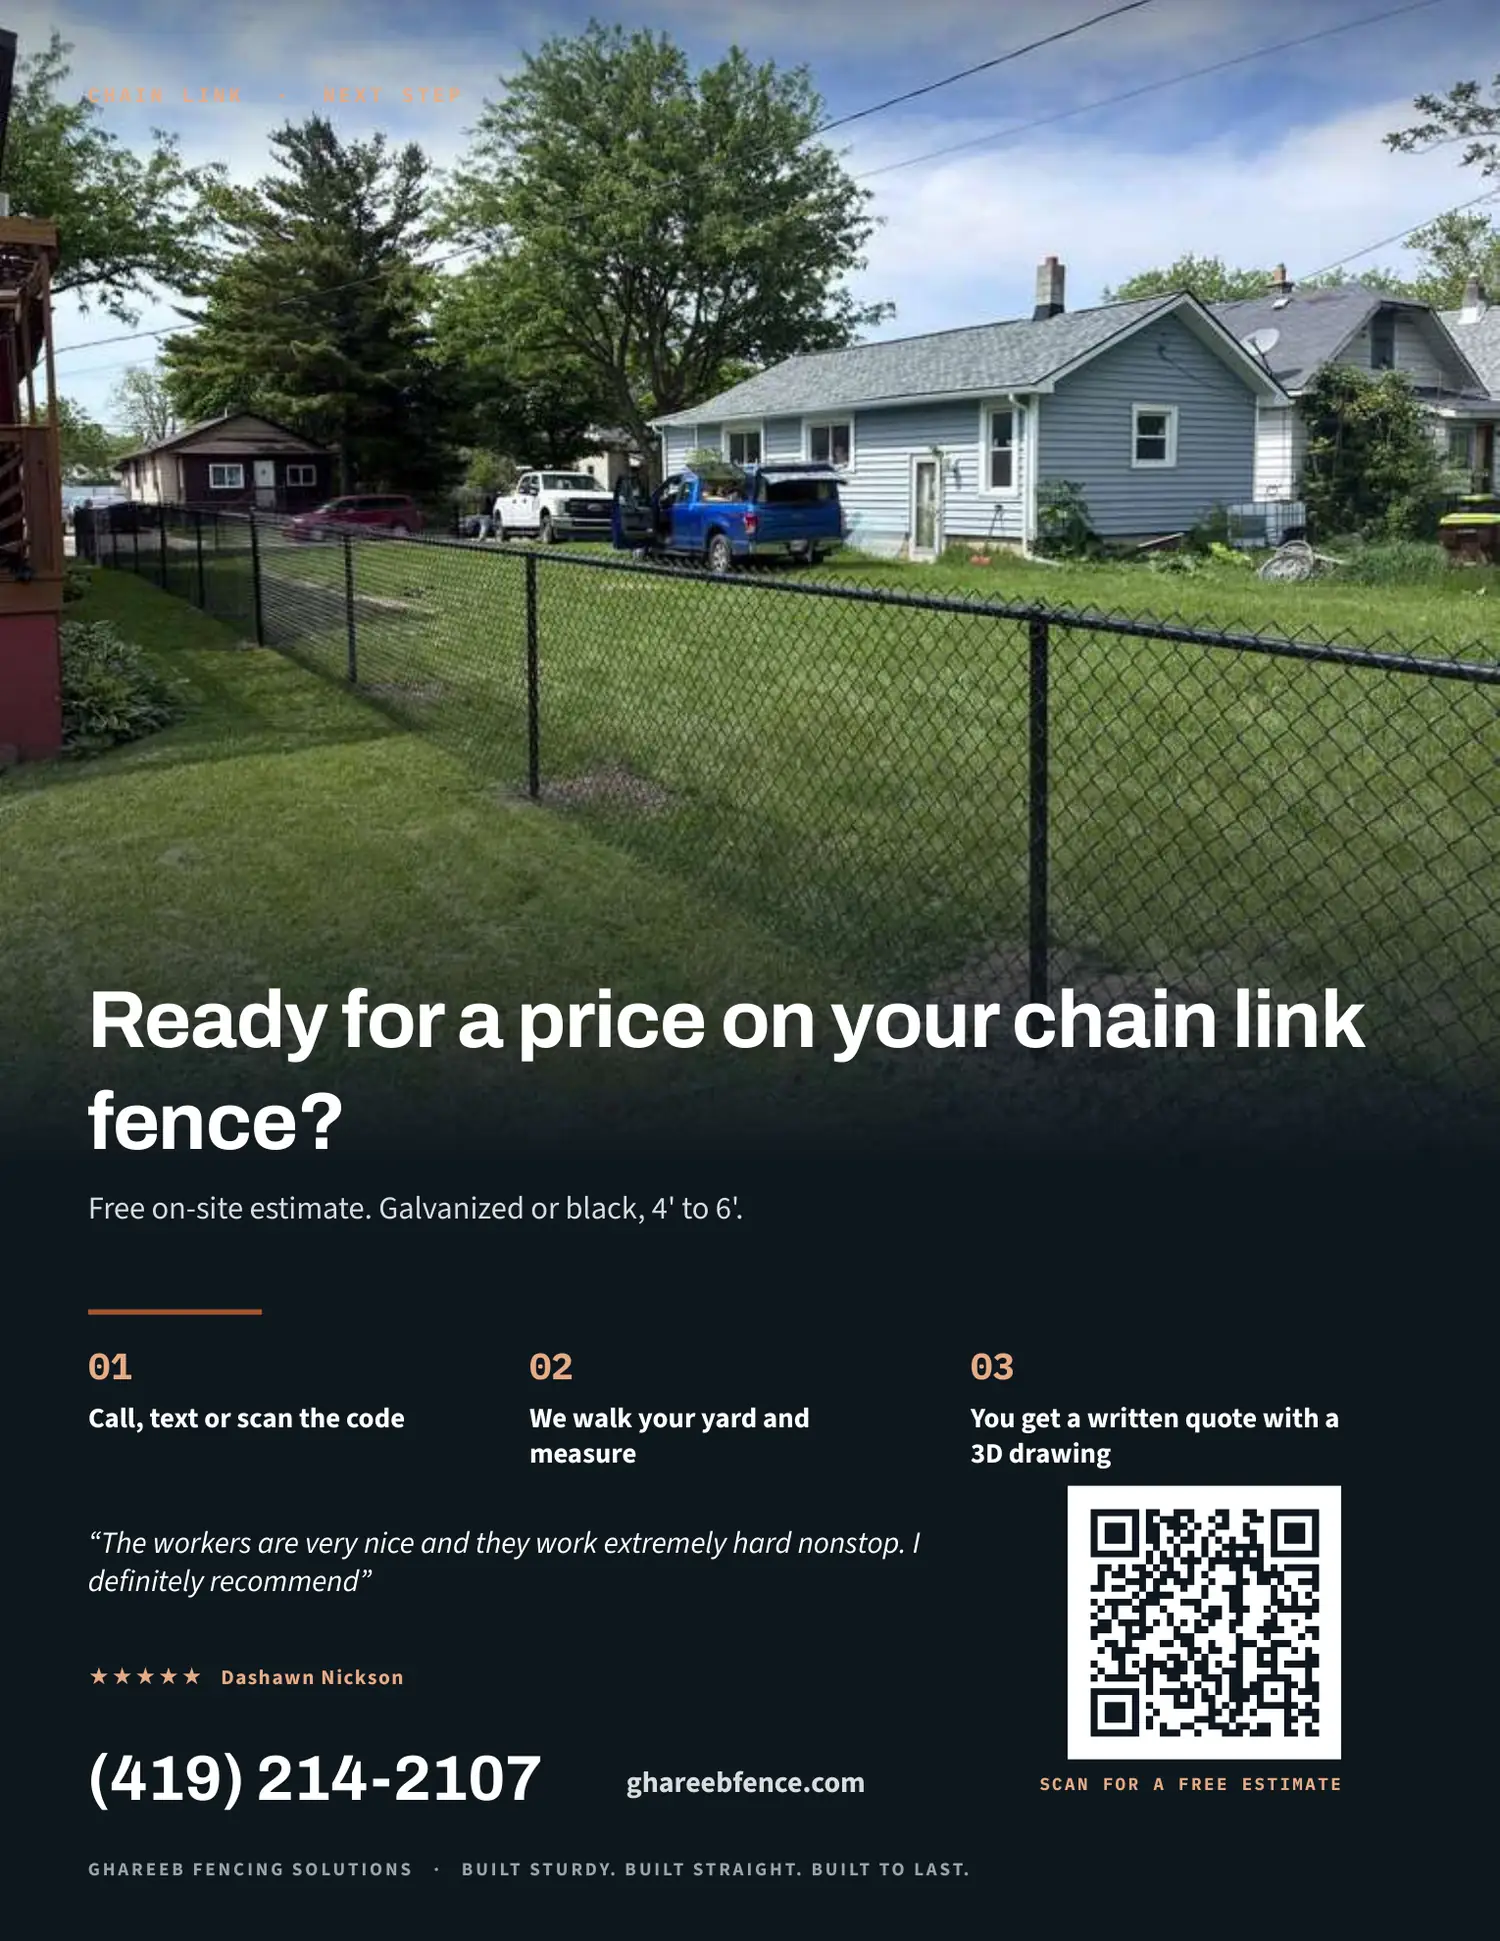 CHAIN LINK · NEXT STEP
Ready for a price on your chain link
fence?
Free on-site estimate. Galvanized or black, 4' to 6'.
01
Call, text or scan the code
02
We walk your yard and
measure
03
You get a written quote with a
3D drawing
“The workers are very nice and they work extremely hard nonstop. I
definitely recommend”
★★★★★ Dashawn Nickson
(419) 214-2107
ghareebfence.com
SCAN FOR A FREE ESTIMATE
GHAREEB FENCING SOLUTIONS · BUILT STURDY. BUILT STRAIGHT. BUILT TO LAST.